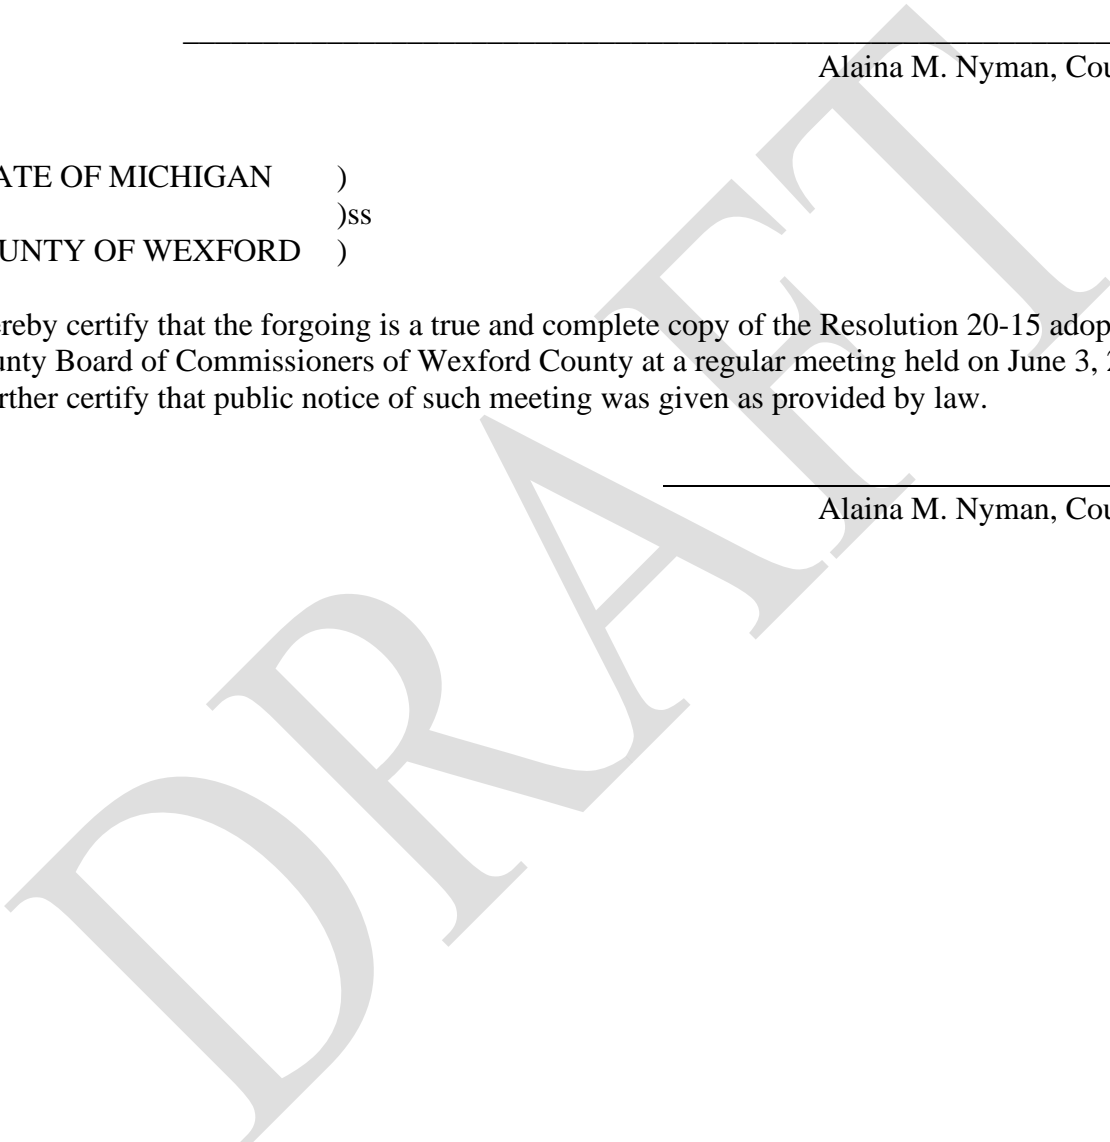 Alaina M. Nyman, Cou
ATE OF MICHIGAN )
)ss
UNTY OF WEXFORD )
reby certify that the forgoing is a true and complete copy of the Resolution 20-15 adop
unty Board of Commissioners of Wexford County at a regular meeting held on June 3, 2
rther certify that public notice of such meeting was given as provided by law.
Alaina M. Nyman, Cou
DRAFT